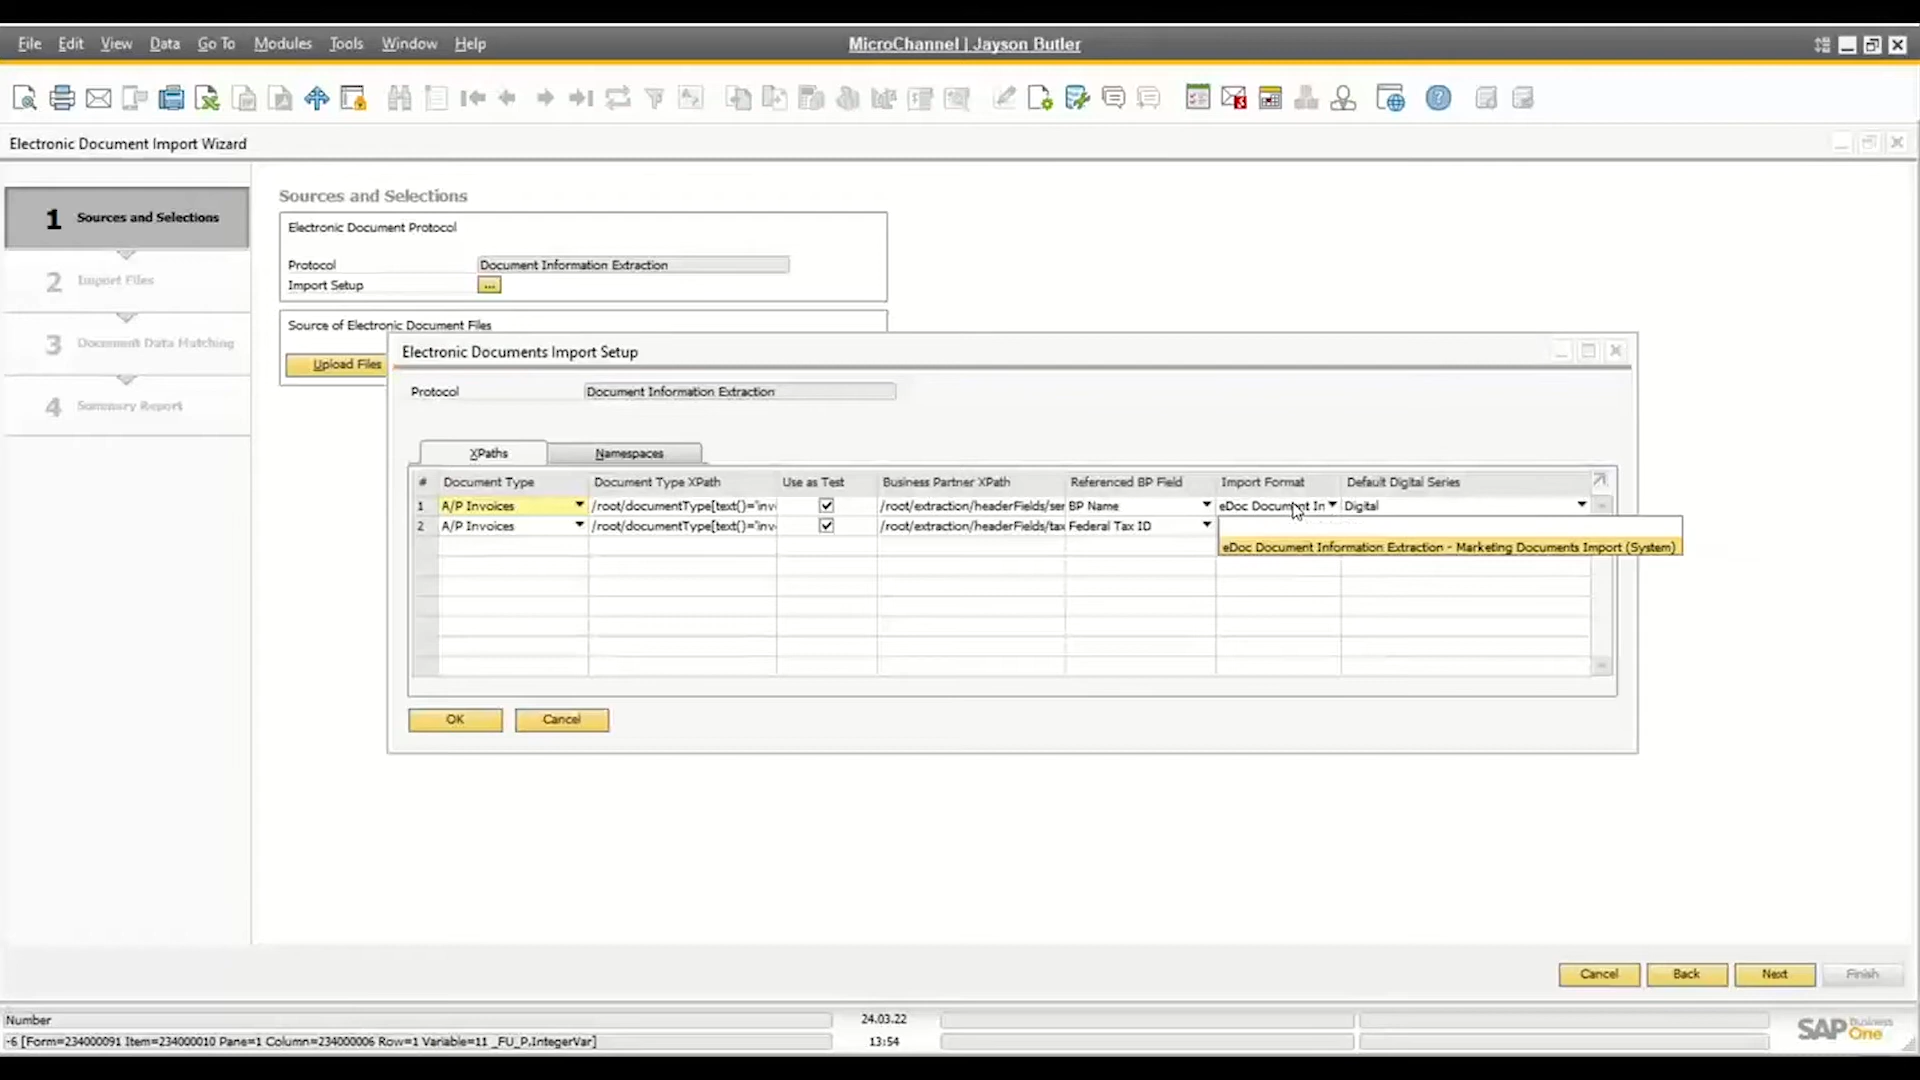 File Edit View Data Go To Modules Tools Window Help
MicroChannel | Jayson Butler
Electronic Document Import Wizard
1 Sources and Selections
2 Import Files
3 Document Data Matching
4 Summary Report
Sources and Selections
Electronic Document Protocol
Protocol Document Information Extraction
Import Setup ...
Source of Electronic Document Files
Upload Files
Electronic Documents Import Setup
Protocol Document Information Extraction
XPaths Namespaces
# Document Type Document Type XPath Use as Test Business Partner XPath Referenced BP Field Import Format Default Digital Series
1 A/P Invoices /root/documentType[text()='inv /root/extraction/headerFields/ser BP Name eDoc Document In Digital
2 A/P Invoices /root/documentType[text()='inv /root/extraction/headerFields/tax Federal Tax ID
eDoc Document Information Extraction - Marketing Documents Import (System)
OK Cancel
Cancel Back Next Finish
Number 24.03.22
-6 [Form=234000091 Item=234000010 Pane=1 Column=234000006 Row=1 Variable=11 _FU_P,IntegerVar] 13:54
SAP Business One